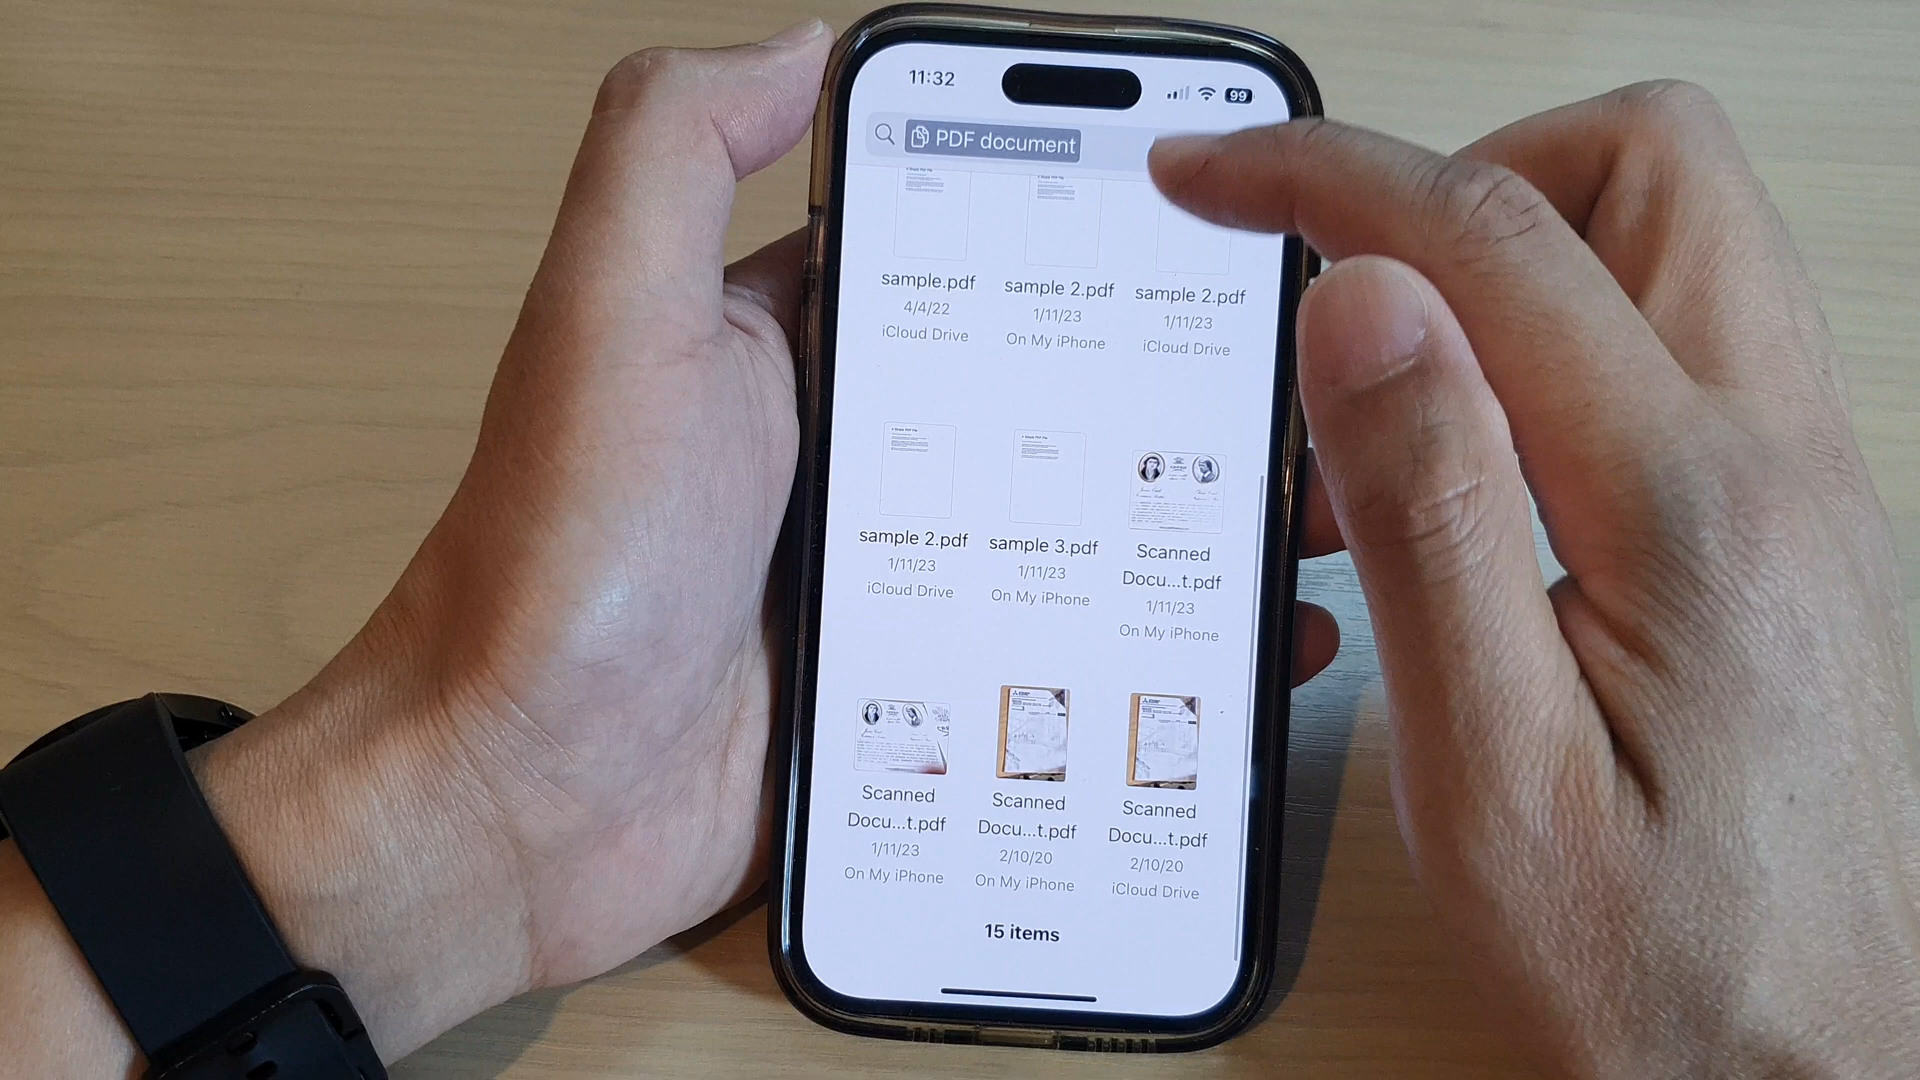 11:32
99
PDF document
sample.pdf
4/4/22
iCloud Drive
sample 2.pdf
1/11/23
On My iPhone
sample 2.pdf
1/11/23
iCloud Drive
sample 2.pdf
1/11/23
iCloud Drive
sample 3.pdf
1/11/23
On My iPhone
Scanned
Docu...t.pdf
1/11/23
On My iPhone
Scanned
Docu...t.pdf
1/11/23
On My iPhone
Scanned
Docu...t.pdf
2/10/20
On My iPhone
Scanned
Docu...t.pdf
2/10/20
iCloud Drive
15 items